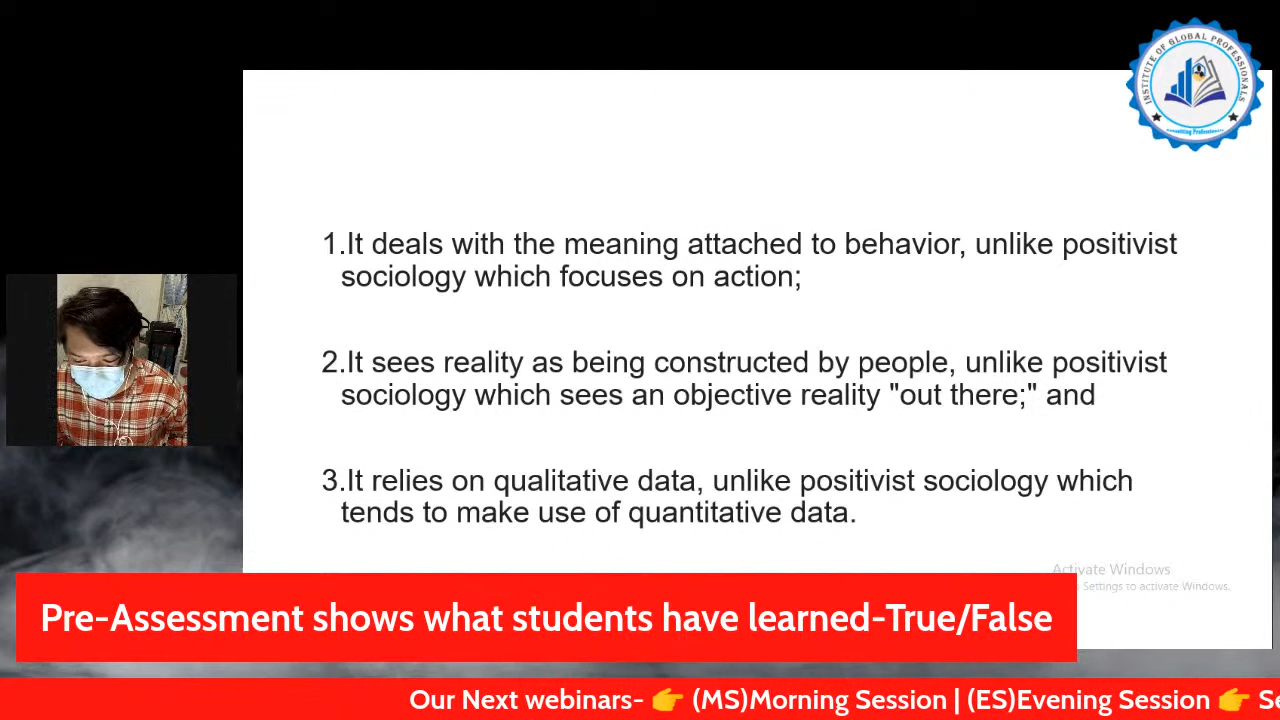 INSTITUTE OF GLOBAL PROFESSIONALS
1.It deals with the meaning attached to behavior, unlike positivist
sociology which focuses on action;
2.It sees reality as being constructed by people, unlike positivist
sociology which sees an objective reality "out there;" and
3.It relies on qualitative data, unlike positivist sociology which
tends to make use of quantitative data.
Activate Windows
Settings to activate Windows.
Pre-Assessment shows what students have learned-True/False
Our Next webinars- 👉 (MS)Morning Session | (ES)Evening Session 👉